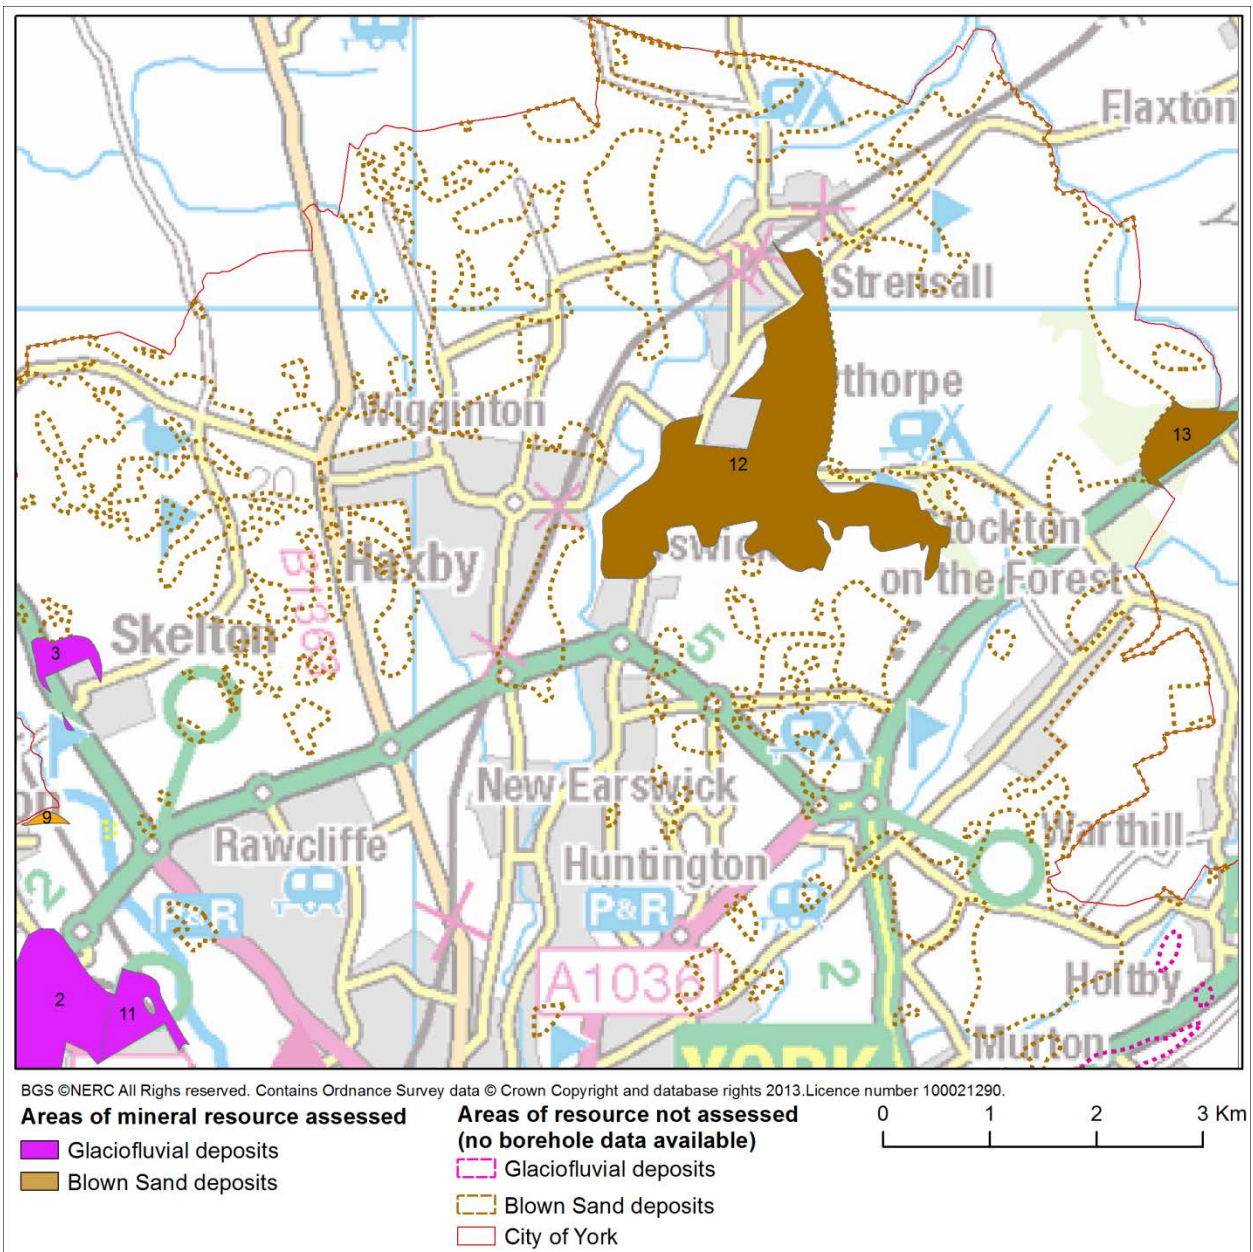 Flaxton
Strensall
thorpe
Wigginton
13
12
20
Haxby
B1363
Skelton
on the Forest
3
5
New Earswick
9
Rawcliffe
Huntington
Warthill
2
P&R
P&R
2
11
A1036
2
Holtby
Murton
YORK
BGS ©NERC All Righs reserved. Contains Ordnance Survey data © Crown Copyright and database rights 2013.Licence number 100021290.
Areas of mineral resource assessed
Glaciofluvial deposits
Blown Sand deposits
Areas of resource not assessed
(no borehole data available)
Glaciofluvial deposits
Blown Sand deposits
City of York
0 1 2 3 Km